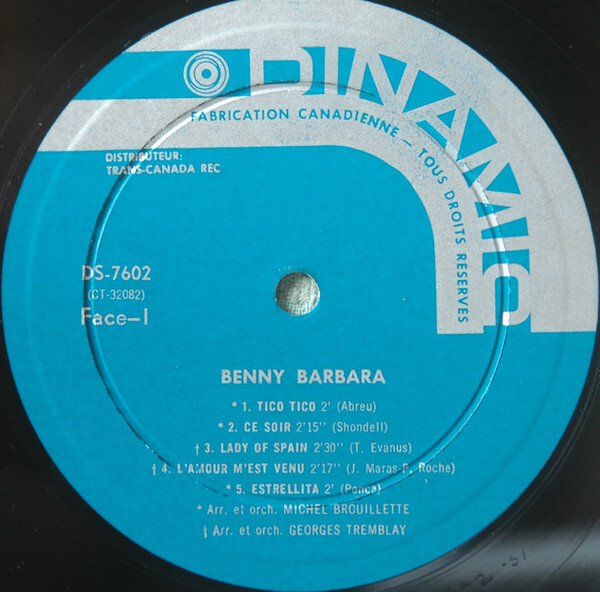 DINAMIC
FABRICATION CANADIENNE — TOUS DROITS RÉSERVÉS
DISTRIBUTEUR:
TRANS-CANADA REC
DS-7602
(CT-32082)
Face-I
BENNY BARBARA
* 1. TICO TICO 2' (Abreu)
* 2. CE SOIR 2'15'' (Shondell)
† 3. LADY OF SPAIN 2'30'' (T. Evanus)
† 4. L'AMOUR M'EST VENU 2'17'' (J. Maras-P. Roche)
* 5. ESTRELLITA 2' (Ponce)
* Arr. et orch. MICHEL BROUILLETTE
† Arr. et orch. GEORGES TREMBLAY